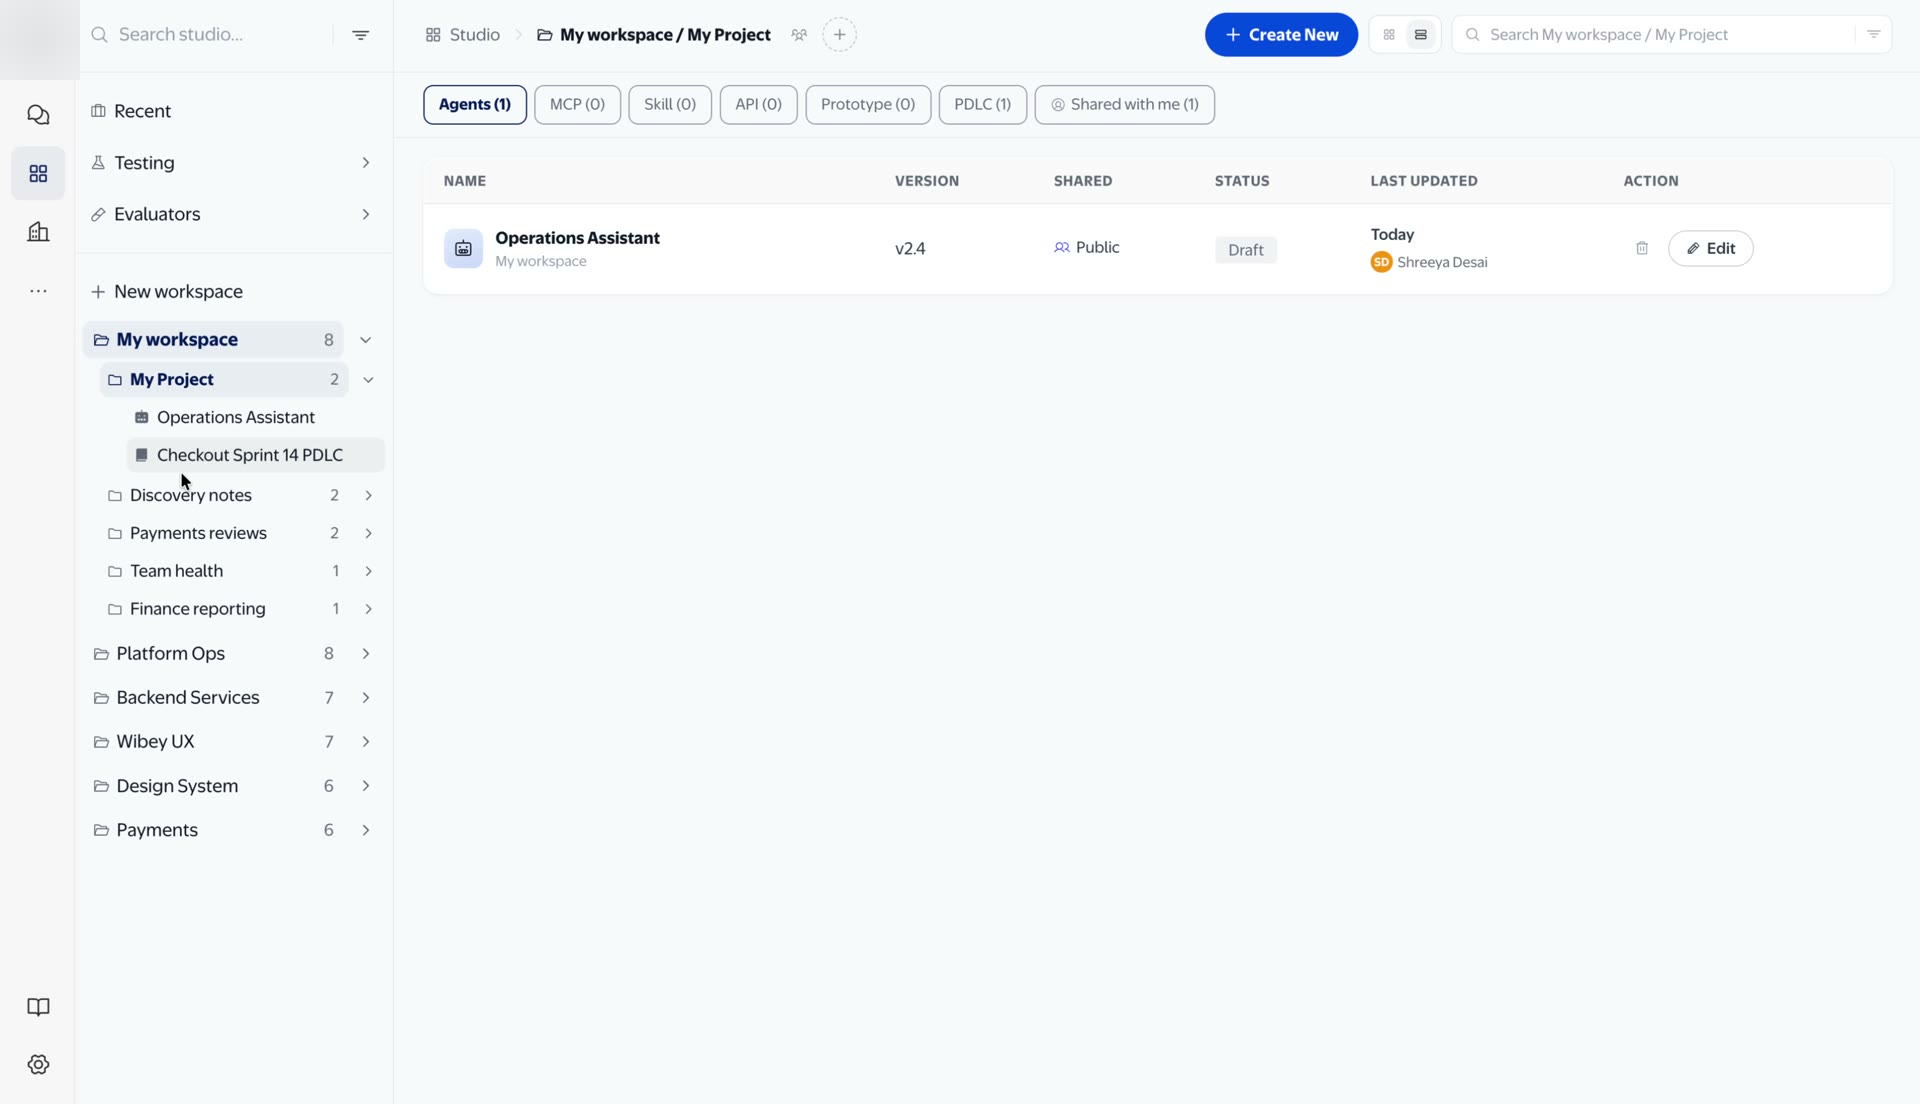 Search studio...
Studio
My workspace / My Project
Create New
Search My workspace / My Project
Recent
Testing
Evaluators
New workspace
My workspace 8
My Project 2
Operations Assistant
Checkout Sprint 14 PDLC
Discovery notes 2
Payments reviews 2
Team health 1
Finance reporting 1
Platform Ops 8
Backend Services 7
Wibey UX 7
Design System 6
Payments 6
Agents (1) MCP (0) Skill (0) API (0) Prototype (0) PDLC (1) Shared with me (1)
NAME VERSION SHARED STATUS LAST UPDATED ACTION
Operations Assistant
My workspace
v2.4
Public
Draft
Today
SD Shreeya Desai
Edit